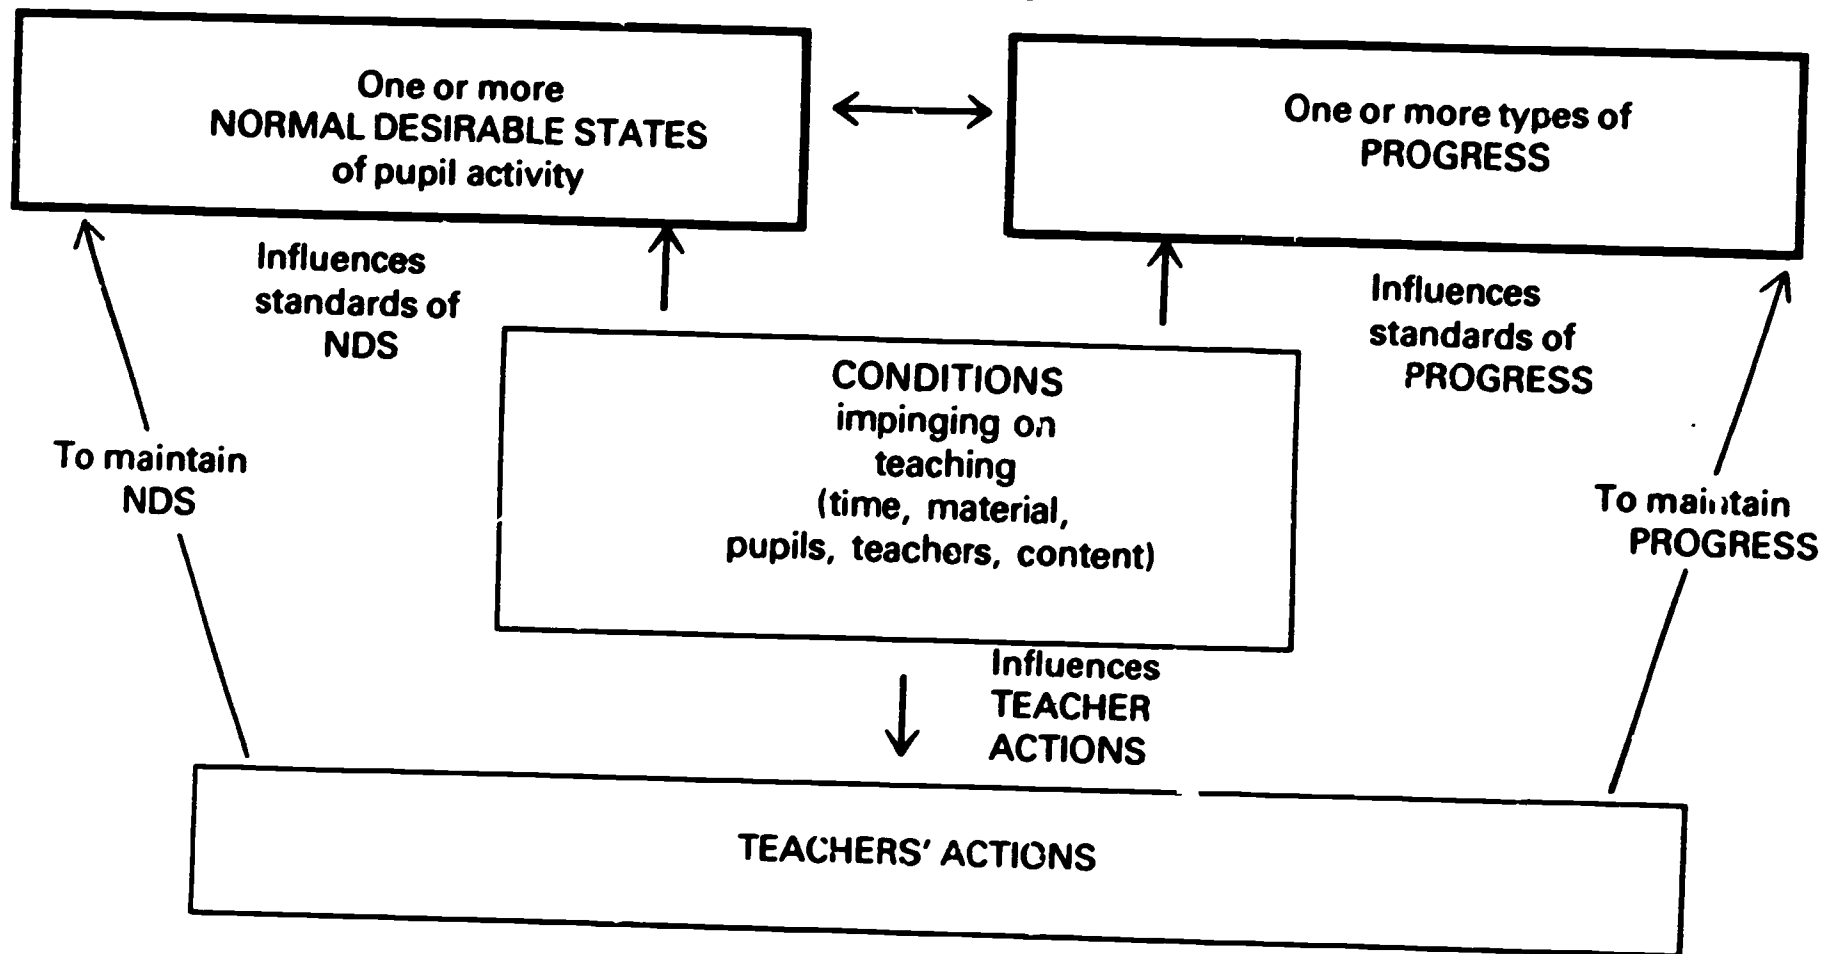 One or more
NORMAL DESIRABLE STATES
of pupil activity
One or more types of
PROGRESS
Influences
standards of
NDS
Influences
standards of
PROGRESS
CONDITIONS
impinging on
teaching
(time, material,
pupils, teachers, content)
To maintain
NDS
To maintain
PROGRESS
Influences
TEACHER
ACTIONS
TEACHERS' ACTIONS